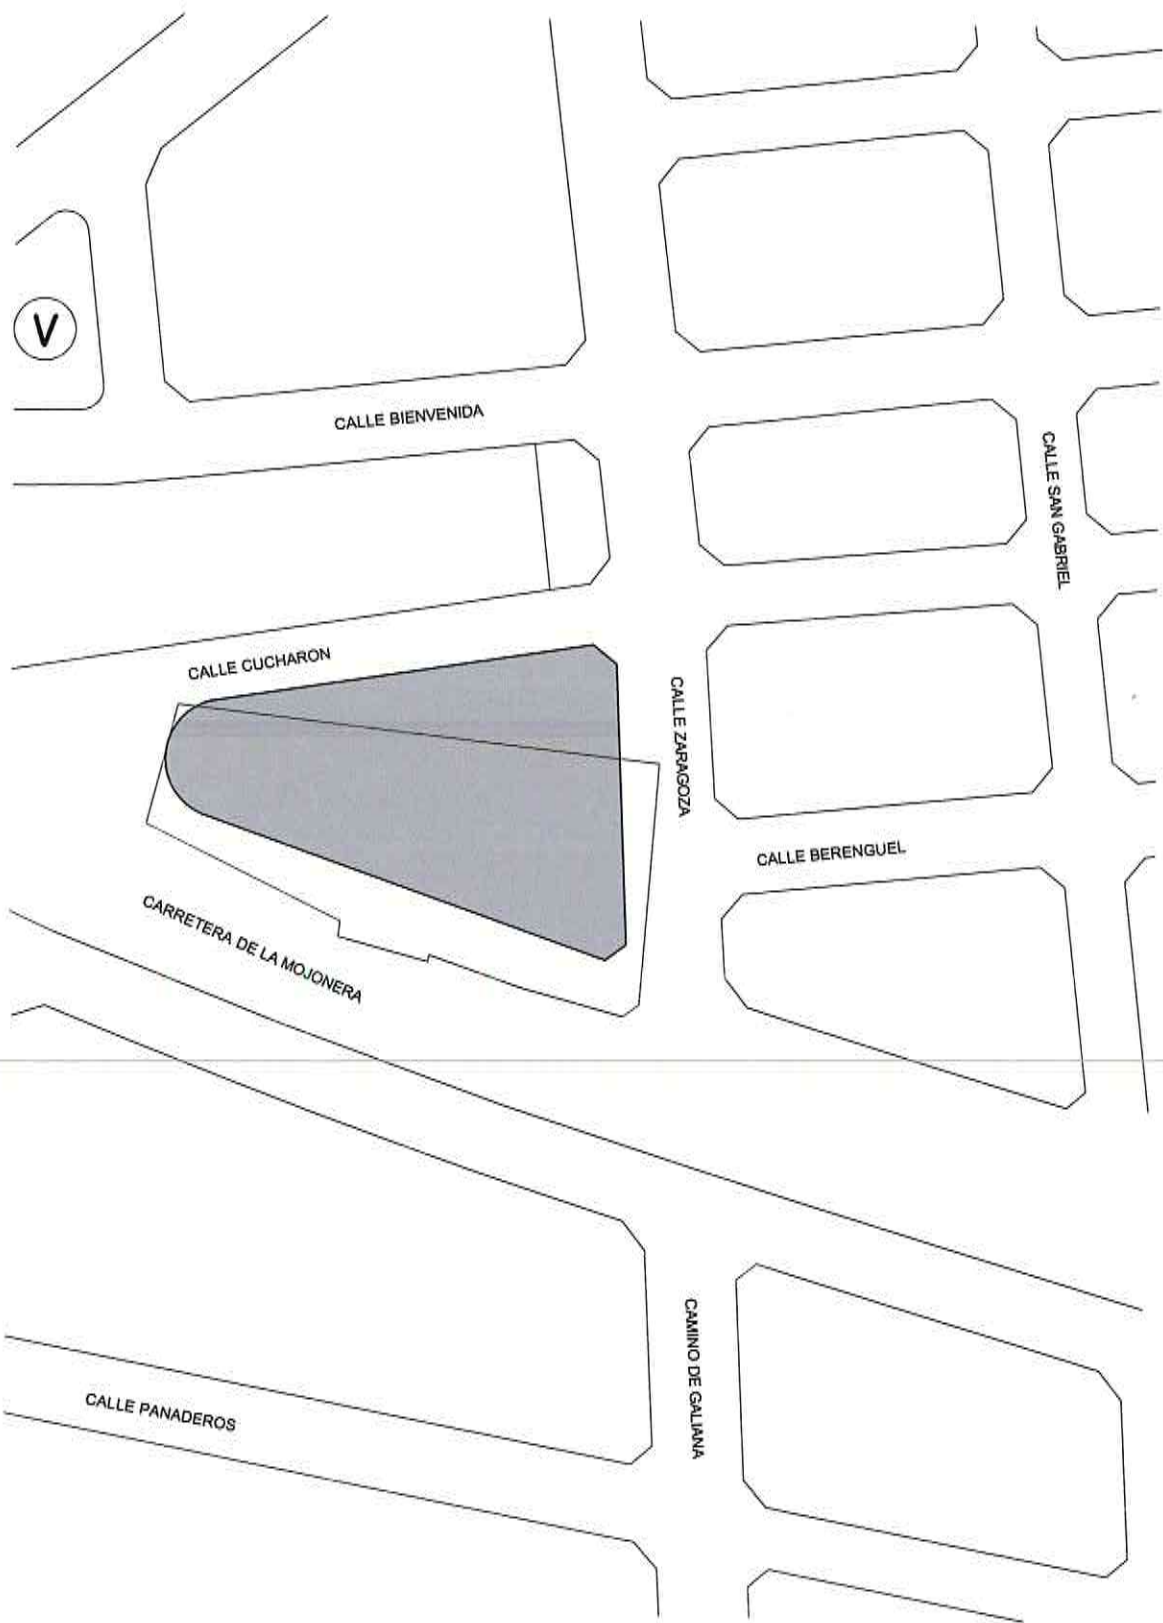 V
CALLE BIENVENIDA
CALLE SAN GABRIEL
CALLE CUCHARON
CALLE ZARAGOZA
CALLE BERENGUEL
CARRETERA DE LA MOJONERA
CAMINO DE GALIANA
CALLE PANADEROS